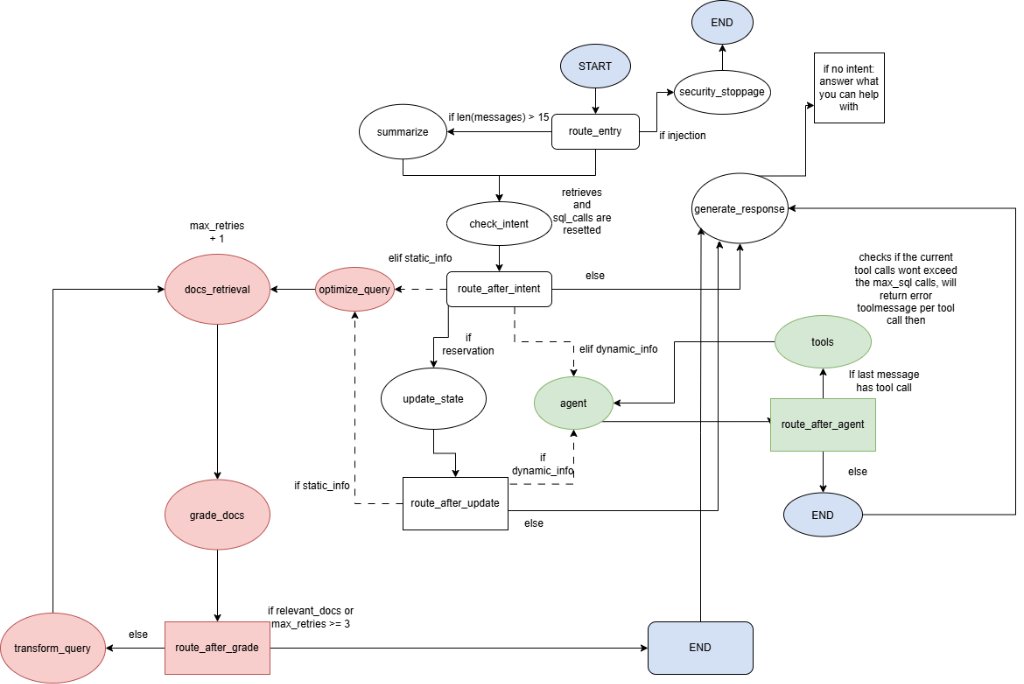 END
START
if no intent:
answer what
you can help
with
security_stoppage
if len(messages) > 15
summarize
route_entry
if injection
retrieves
and
sql_calls are
resetted
check_intent
generate_response
max_retries
+ 1
elif static_info
else
checks if the current
tool calls wont exceed
the max_sql calls, will
return error
toolmessage per tool
call then
docs_retrieval
optimize_query
route_after_intent
if
reservation
elif dynamic_info
tools
If last message
has tool call
update_state
agent
route_after_agent
if
dynamic_info
else
if static_info
route_after_update
else
grade_docs
END
if relevant_docs or
max_retries >= 3
else
transform_query
route_after_grade
END